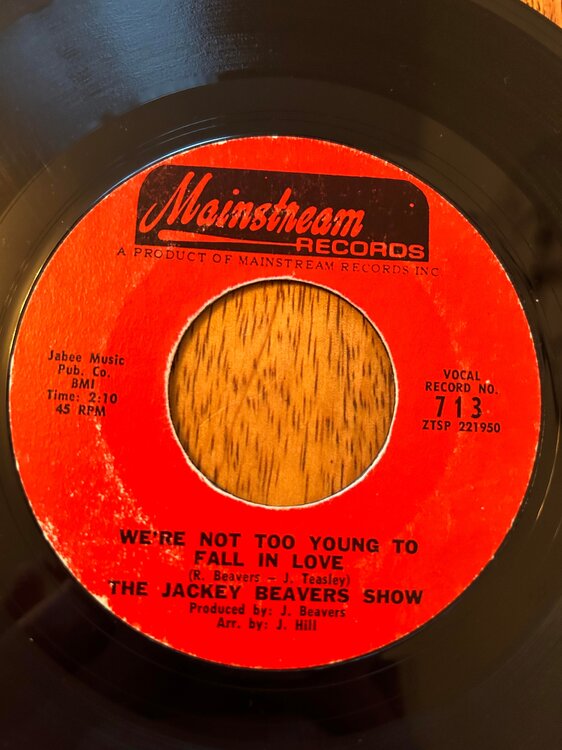 Mainstream
RECORDS
A PRODUCT OF MAINSTREAM RECORDS INC
Jabee Music
Pub. Co.
BMI
Time: 2:10
45 RPM
VOCAL
RECORD NO.
713
ZTSP 221950
WE'RE NOT TOO YOUNG TO
FALL IN LOVE
(R. Beavers - J. Teasley)
THE JACKEY BEAVERS SHOW
Produced by: J. Beavers
Arr. by: J. Hill